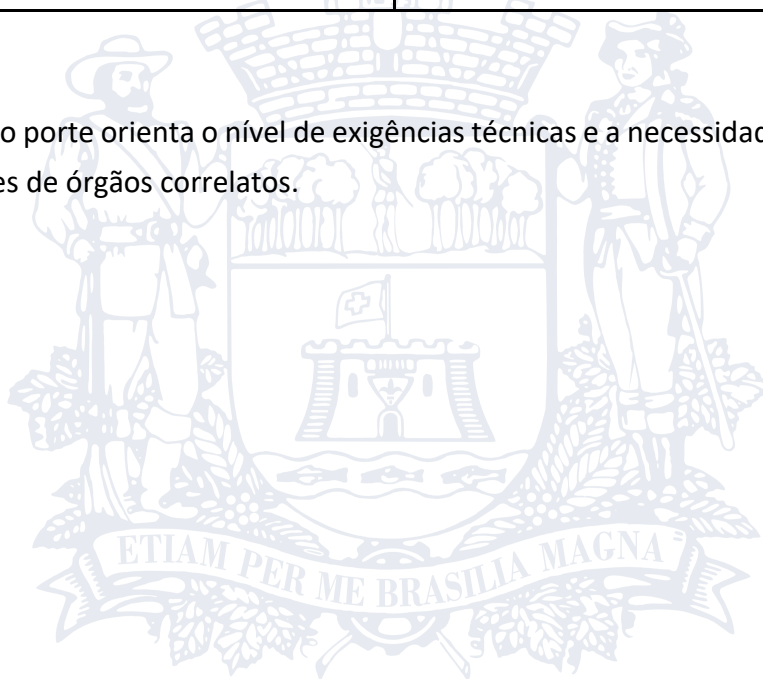 o porte orienta o nível de exigências técnicas e a necessidad
es de órgãos correlatos.
ETIAM PER ME BRASILIA MAGNA